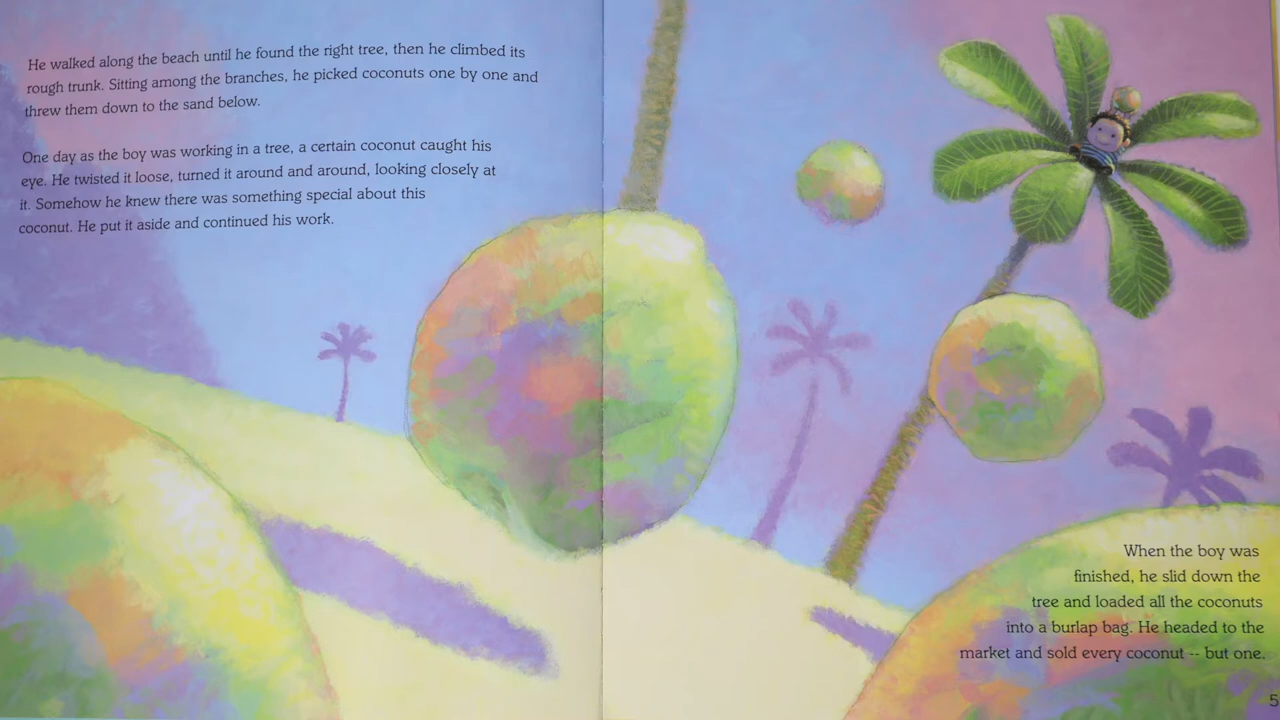 He walked along the beach until he found the right tree, then he climbed its
rough trunk. Sitting among the branches, he picked coconuts one by one and
threw them down to the sand below.
One day as the boy was working in a tree, a certain coconut caught his
eye. He twisted it loose, turned it around and around, looking closely at
it. Somehow he knew there was something special about this
coconut. He put it aside and continued his work.
When the boy was
finished, he slid down the
tree and loaded all the coconuts
into a burlap bag. He headed to the
market and sold every coconut -- but one.
5